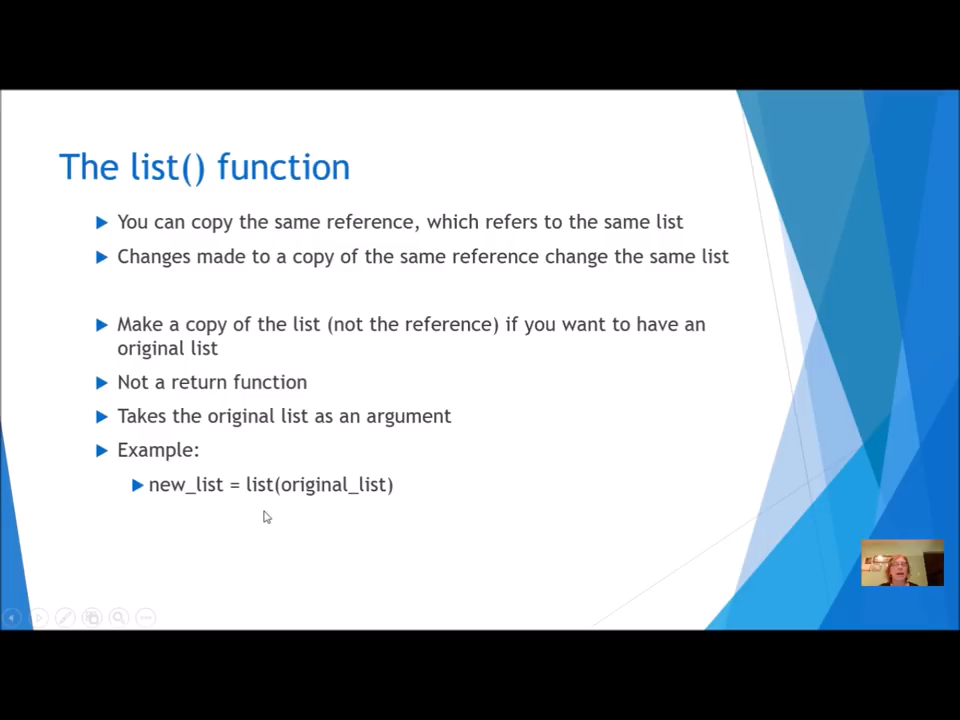 The list() function
You can copy the same reference, which refers to the same list
Changes made to a copy of the same reference change the same list
Make a copy of the list (not the reference) if you want to have an
original list
Not a return function
Takes the original list as an argument
Example:
new_list = list(original_list)